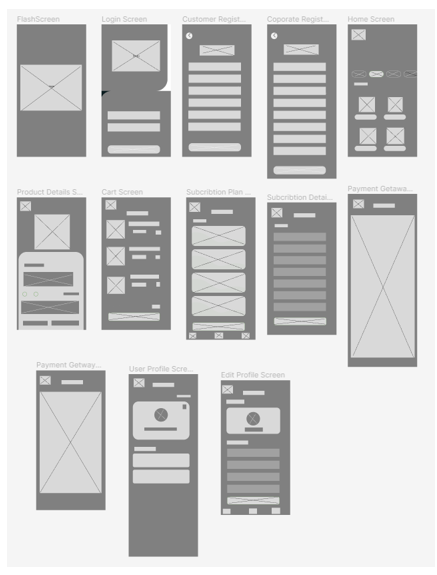 FlashScreen
Login Screen
Customer Regist...
Coporate Regist...
Home Screen
Product Details S...
Cart Screen
Subcribtion Plan ...
Subcribtion Detai...
Payment Getawa...
Payment Getway...
User Profile Scre...
Edit Profile Screen